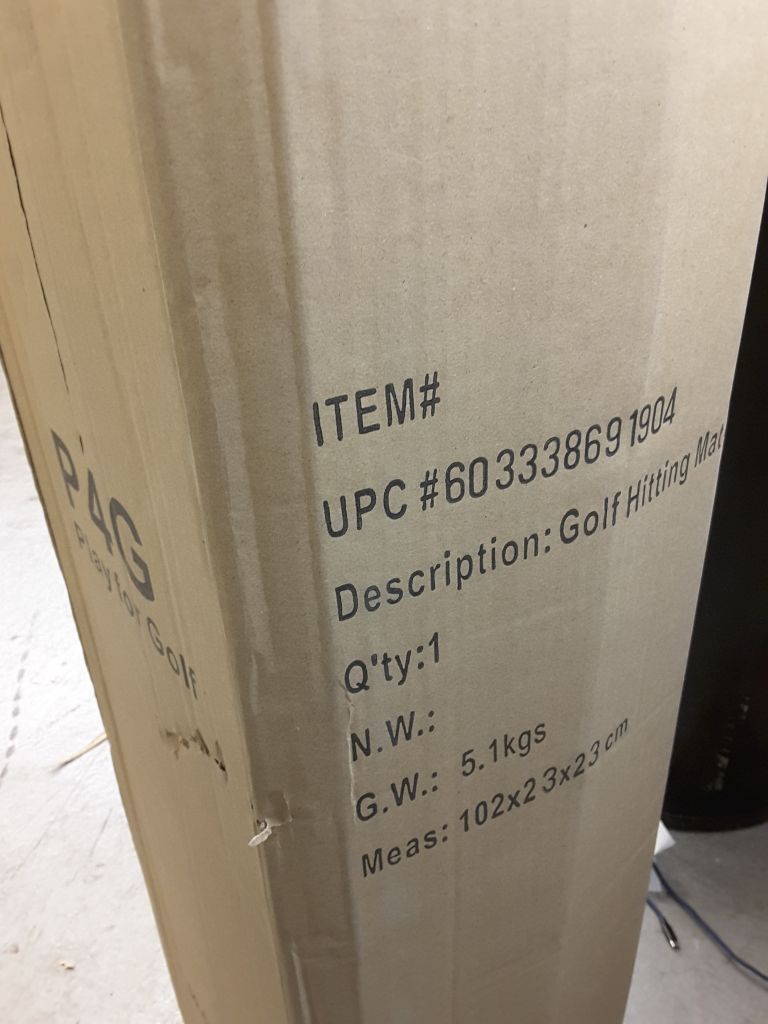 P4G
Play for Golf
ITEM#
UPC #603338691904
Description: Golf Hitting Mat
Q'ty:1
N.W.:
G.W.: 5.1kgs
Meas: 102x23x23 cm